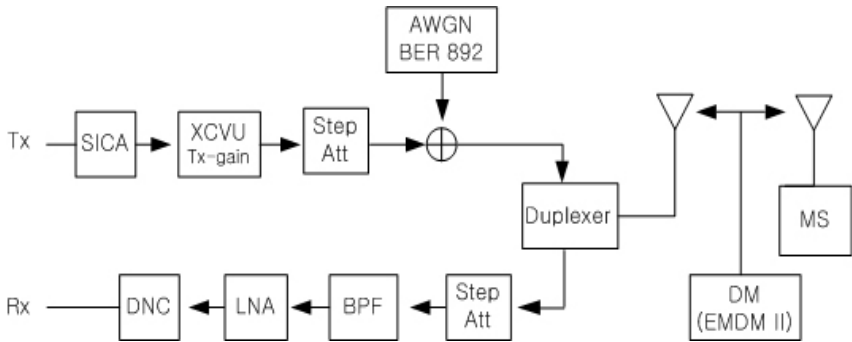 AWGN
BER 892
Tx
SICA
XCVU
Tx-gain
Step
Att
Duplexer
MS
Rx
DNC
LNA
BPF
Step
Att
DM
(EMDM II)